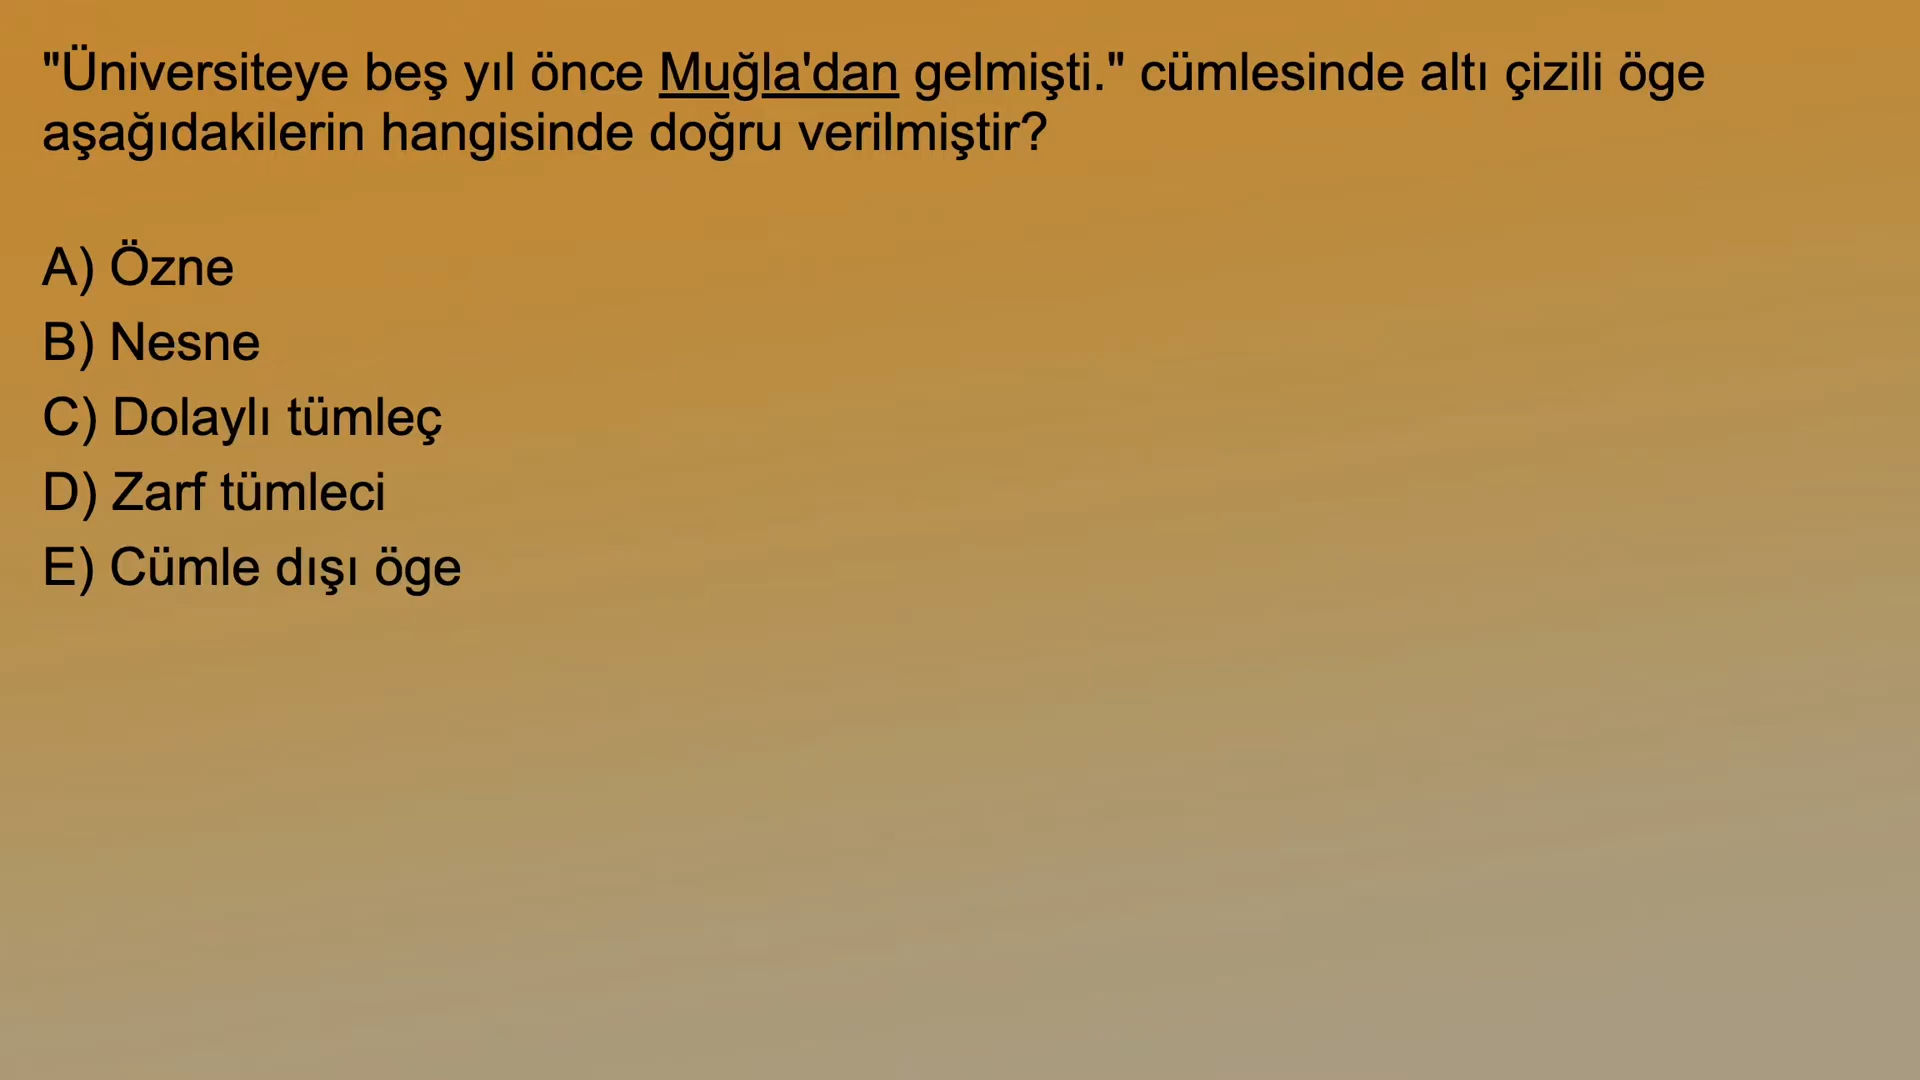 "Üniversiteye beş yıl önce Muğla'dan gelmişti." cümlesinde altı çizili öge
aşağıdakilerin hangisinde doğru verilmiştir?
A) Özne
B) Nesne
C) Dolaylı tümleç
D) Zarf tümleci
E) Cümle dışı öge